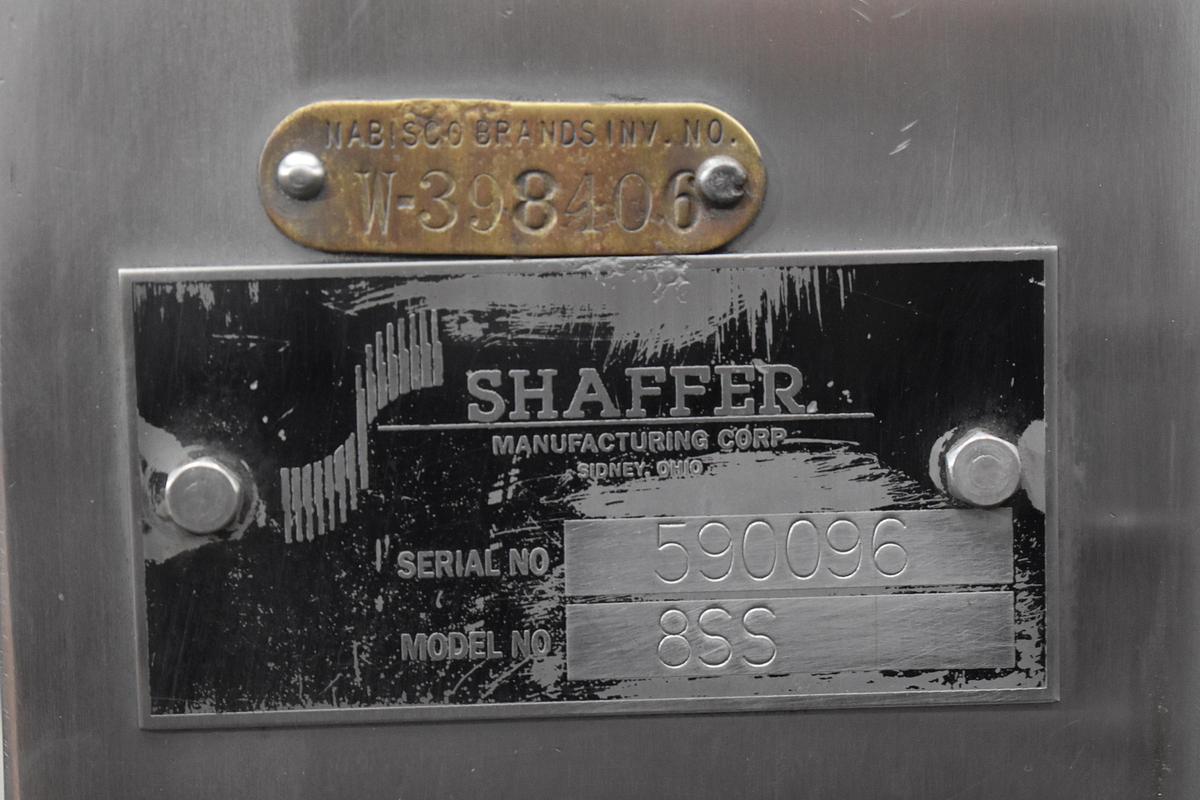 NABISCO BRANDS INV. NO.
W-398406
SHAFFER
MANUFACTURING CORP
SIDNEY, OHIO
SERIAL NO 590096
MODEL NO 8SS